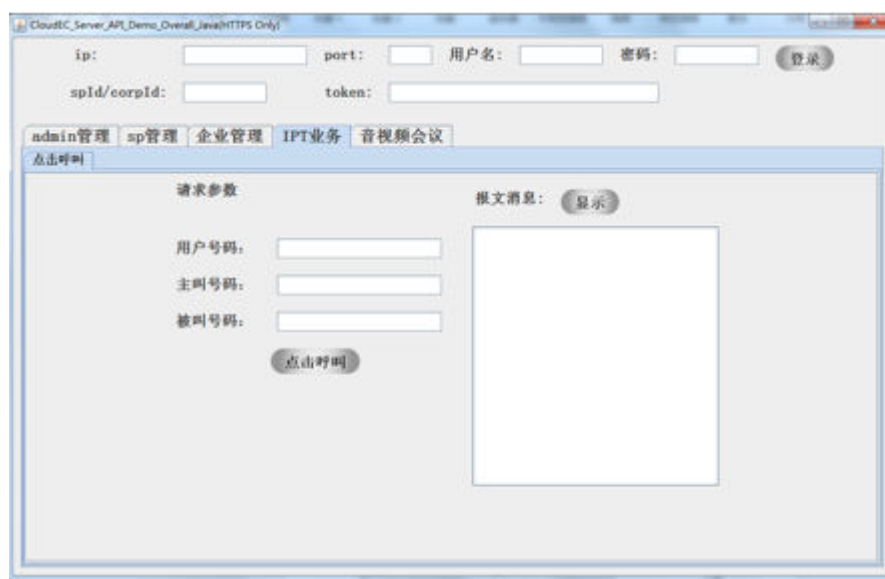 CloudEC_Server_API_Demo_Overall_Java(HTTPS Only)
ip: port: 用户名: 密码: 登录
spId/corpId: token:
admin管理 sp管理 企业管理 IPT业务 音视频会议
点击呼叫
请求参数
报文消息: 显示
用户号码:
主叫号码:
被叫号码:
点击呼叫